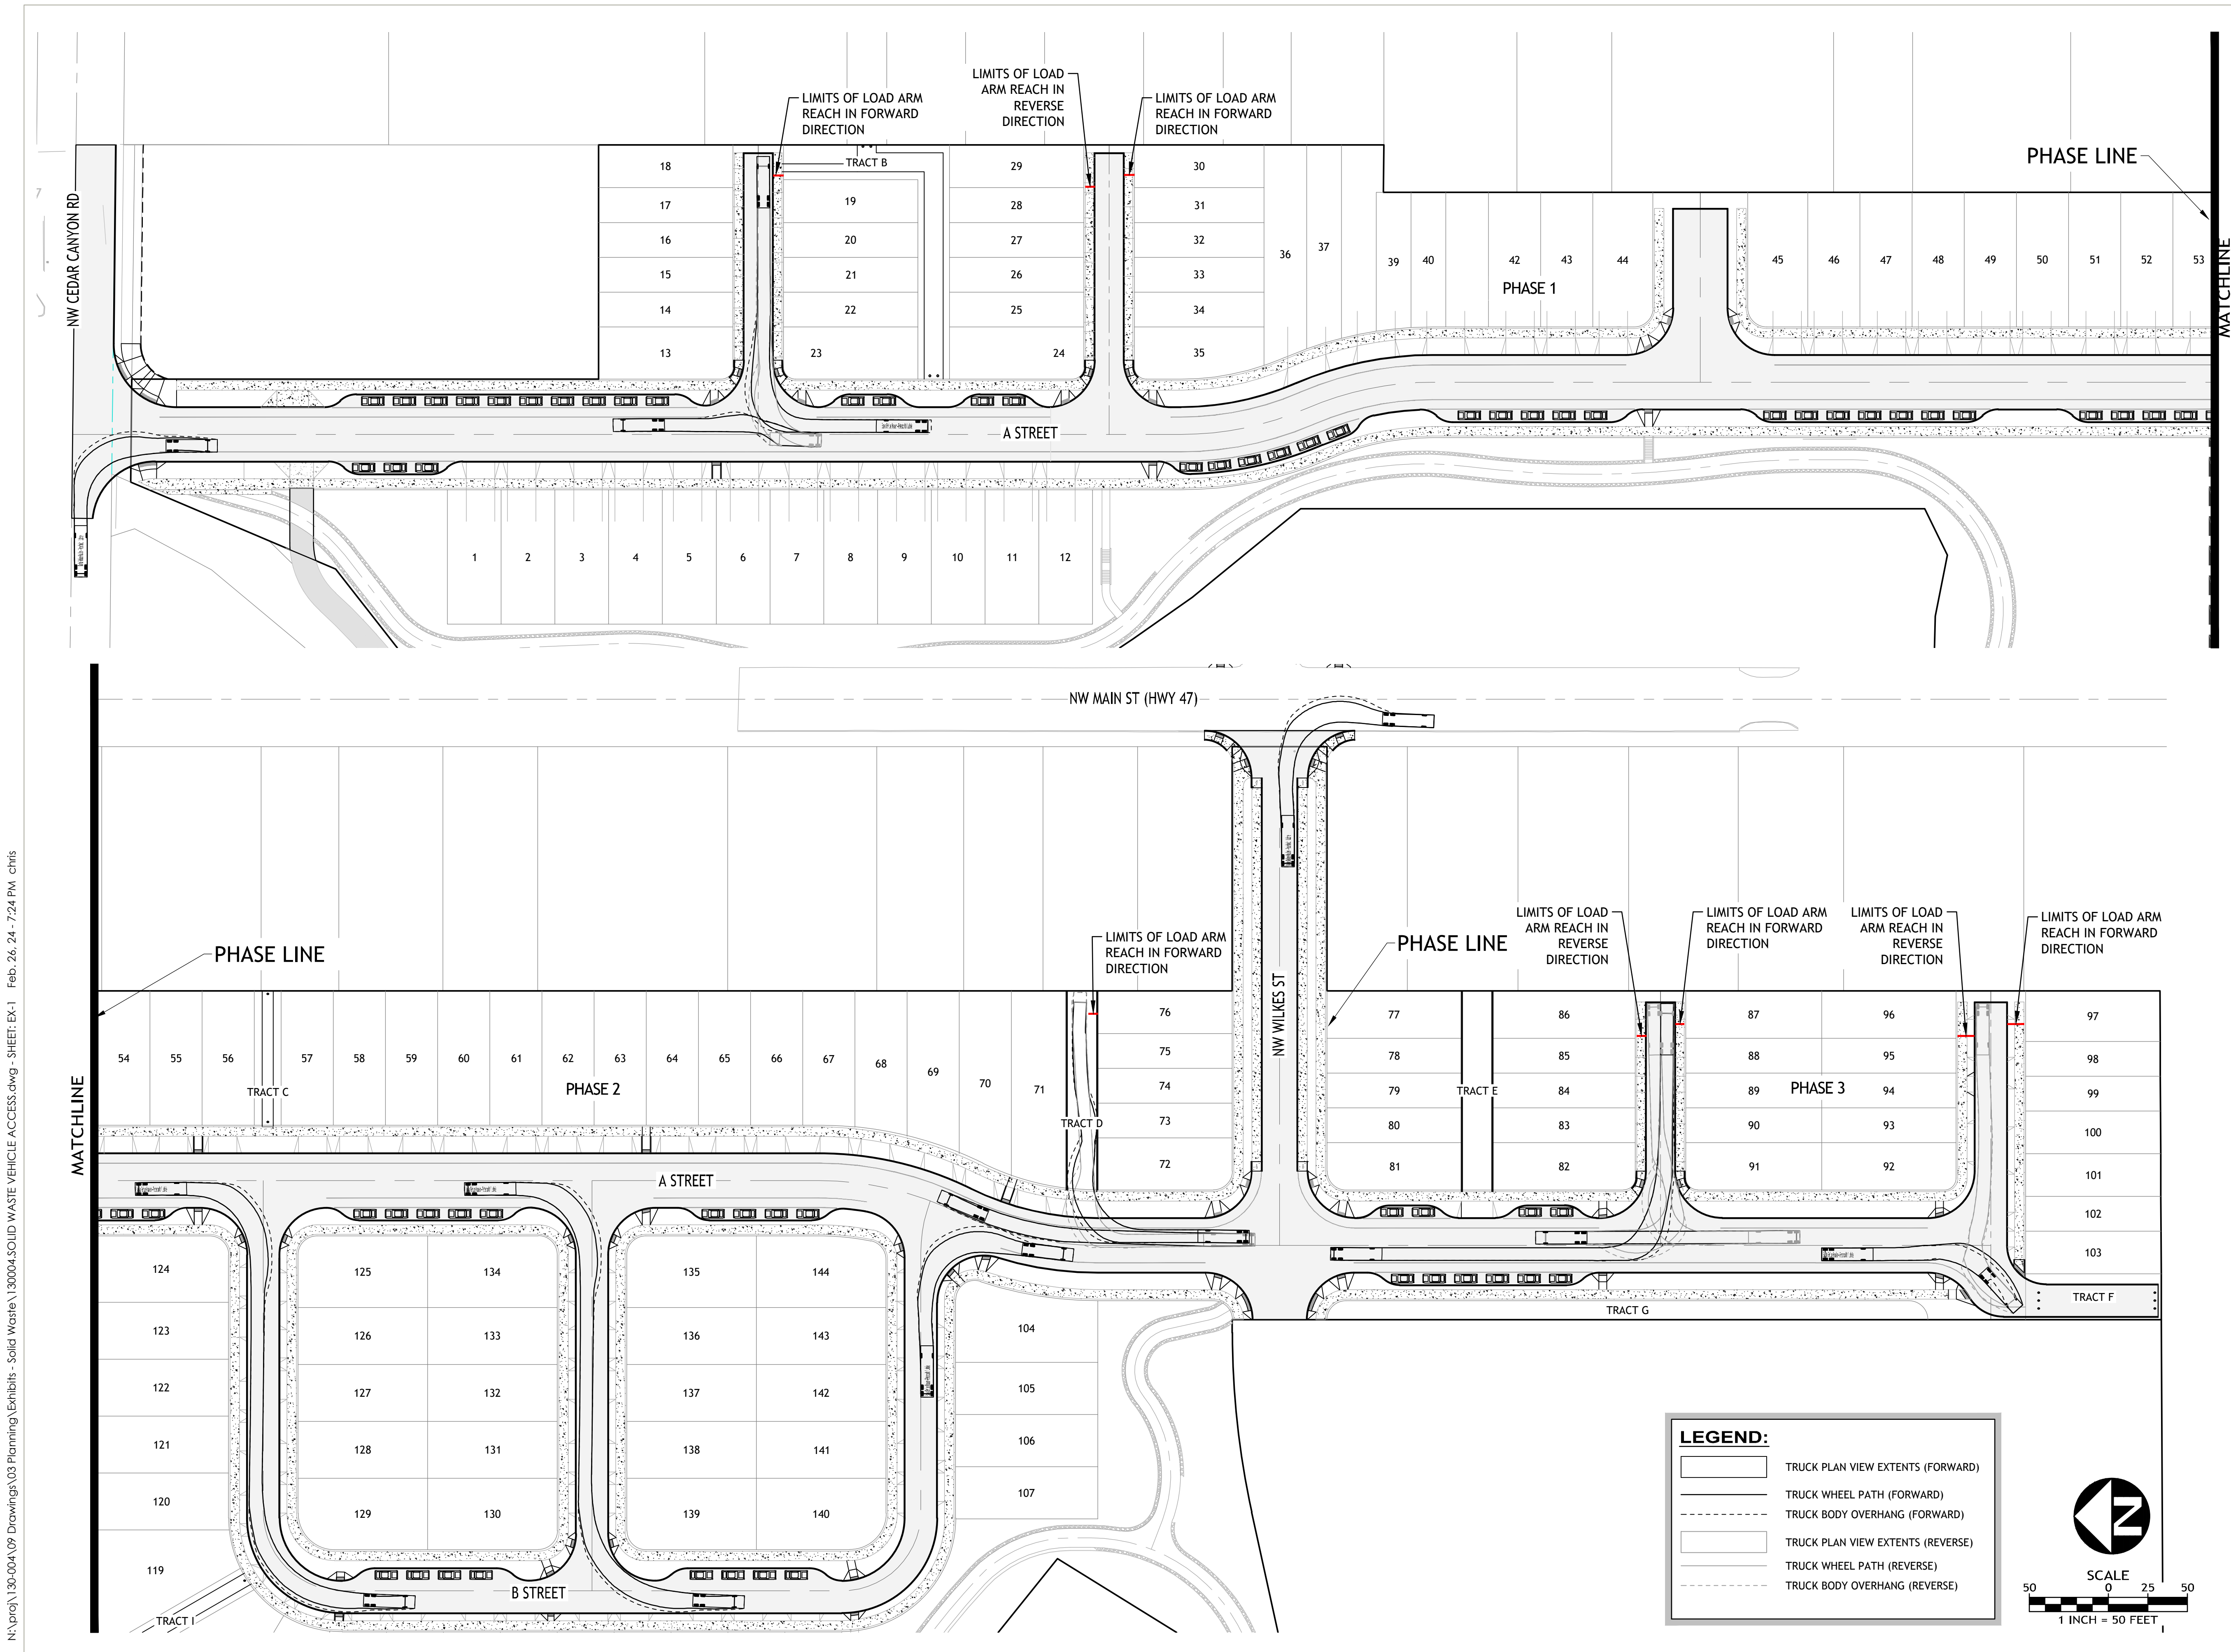 LIMITS OF LOAD ARM
REACH IN FORWARD
DIRECTION
LIMITS OF LOAD
ARM REACH IN
REVERSE
DIRECTION
LIMITS OF LOAD ARM
REACH IN FORWARD
DIRECTION
PHASE LINE
MATCHLINE
NW CEDAR CANYON RD
TRACT B
18
17
16
15
14
13
19
20
21
22
23
29
28
27
26
25
24
30
31
32
33
34
35
36
37
39
40
42
43
44
PHASE 1
45
46
47
48
49
50
51
52
53
A STREET
1
2
3
4
5
6
7
8
9
10
11
12
NW MAIN ST (HWY 47)
PHASE LINE
MATCHLINE
LIMITS OF LOAD ARM
REACH IN FORWARD
DIRECTION
NW WILKES ST
PHASE LINE
LIMITS OF LOAD
ARM REACH IN
REVERSE
DIRECTION
LIMITS OF LOAD ARM
REACH IN FORWARD
DIRECTION
LIMITS OF LOAD
ARM REACH IN
REVERSE
DIRECTION
LIMITS OF LOAD ARM
REACH IN FORWARD
DIRECTION
54
55
56
TRACT C
57
58
59
60
61
62
63
64
65
66
67
68
69
70
71
PHASE 2
TRACT D
76
75
74
73
72
77
78
79
80
81
TRACT E
86
85
84
83
82
87
88
89
90
91
96
95
94
93
92
PHASE 3
97
98
99
100
101
102
103
TRACT F
TRACT G
A STREET
124
123
122
121
120
119
TRACT I
125
126
127
128
129
134
133
132
131
130
135
136
137
138
139
144
143
142
141
140
104
105
106
107
B STREET
LEGEND:
TRUCK PLAN VIEW EXTENTS (FORWARD)
TRUCK WHEEL PATH (FORWARD)
TRUCK BODY OVERHANG (FORWARD)
TRUCK PLAN VIEW EXTENTS (REVERSE)
TRUCK WHEEL PATH (REVERSE)
TRUCK BODY OVERHANG (REVERSE)
N
SCALE
50 0 25 50
1 INCH = 50 FEET
N:\proj\130-004\09 Drawings\03 Planning\Exhibits - Solid Waste\130004.SOLID WASTE VEHICLE ACCESS.dwg - SHEET: EX-1 Feb. 26, 24 - 7:24 PM chris